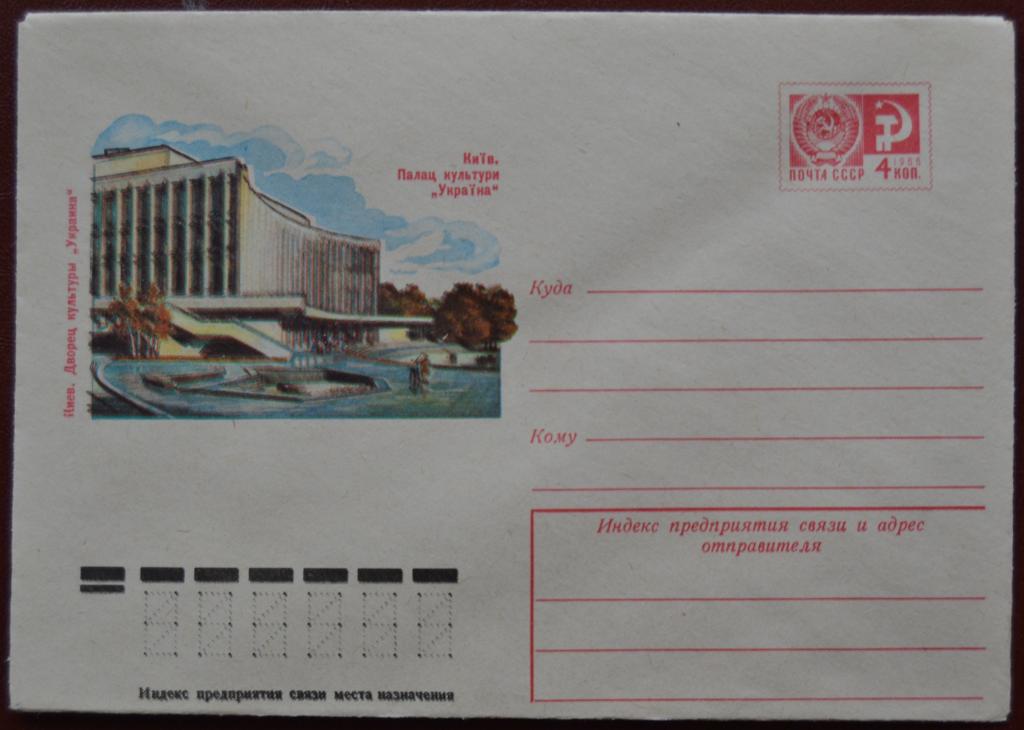 Киев. Дворец культуры „Украина“
Київ.
Палац культури
„Україна“
1966
ПОЧТА СССР 4 КОП.
Куда
Кому
Индекс предприятия связи и адрес
отправителя
Индекс предприятия связи места назначения